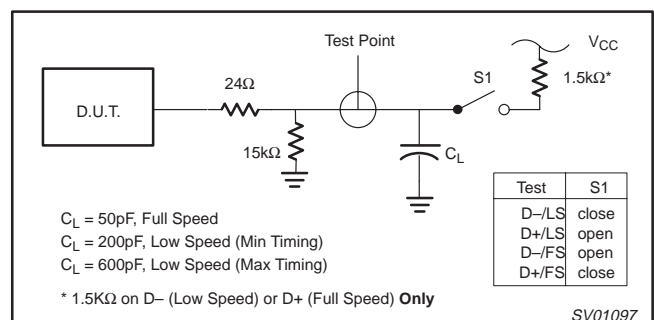 Test Point
V_CC
S1
1.5kΩ*
24Ω
D.U.T.
15kΩ
C_L
Test S1
D–/LS close
D+/LS open
D–/FS open
D+/FS close
C_L = 50pF, Full Speed
C_L = 200pF, Low Speed (Min Timing)
C_L = 600pF, Low Speed (Max Timing)
* 1.5KΩ on D– (Low Speed) or D+ (Full Speed) Only
SV01097